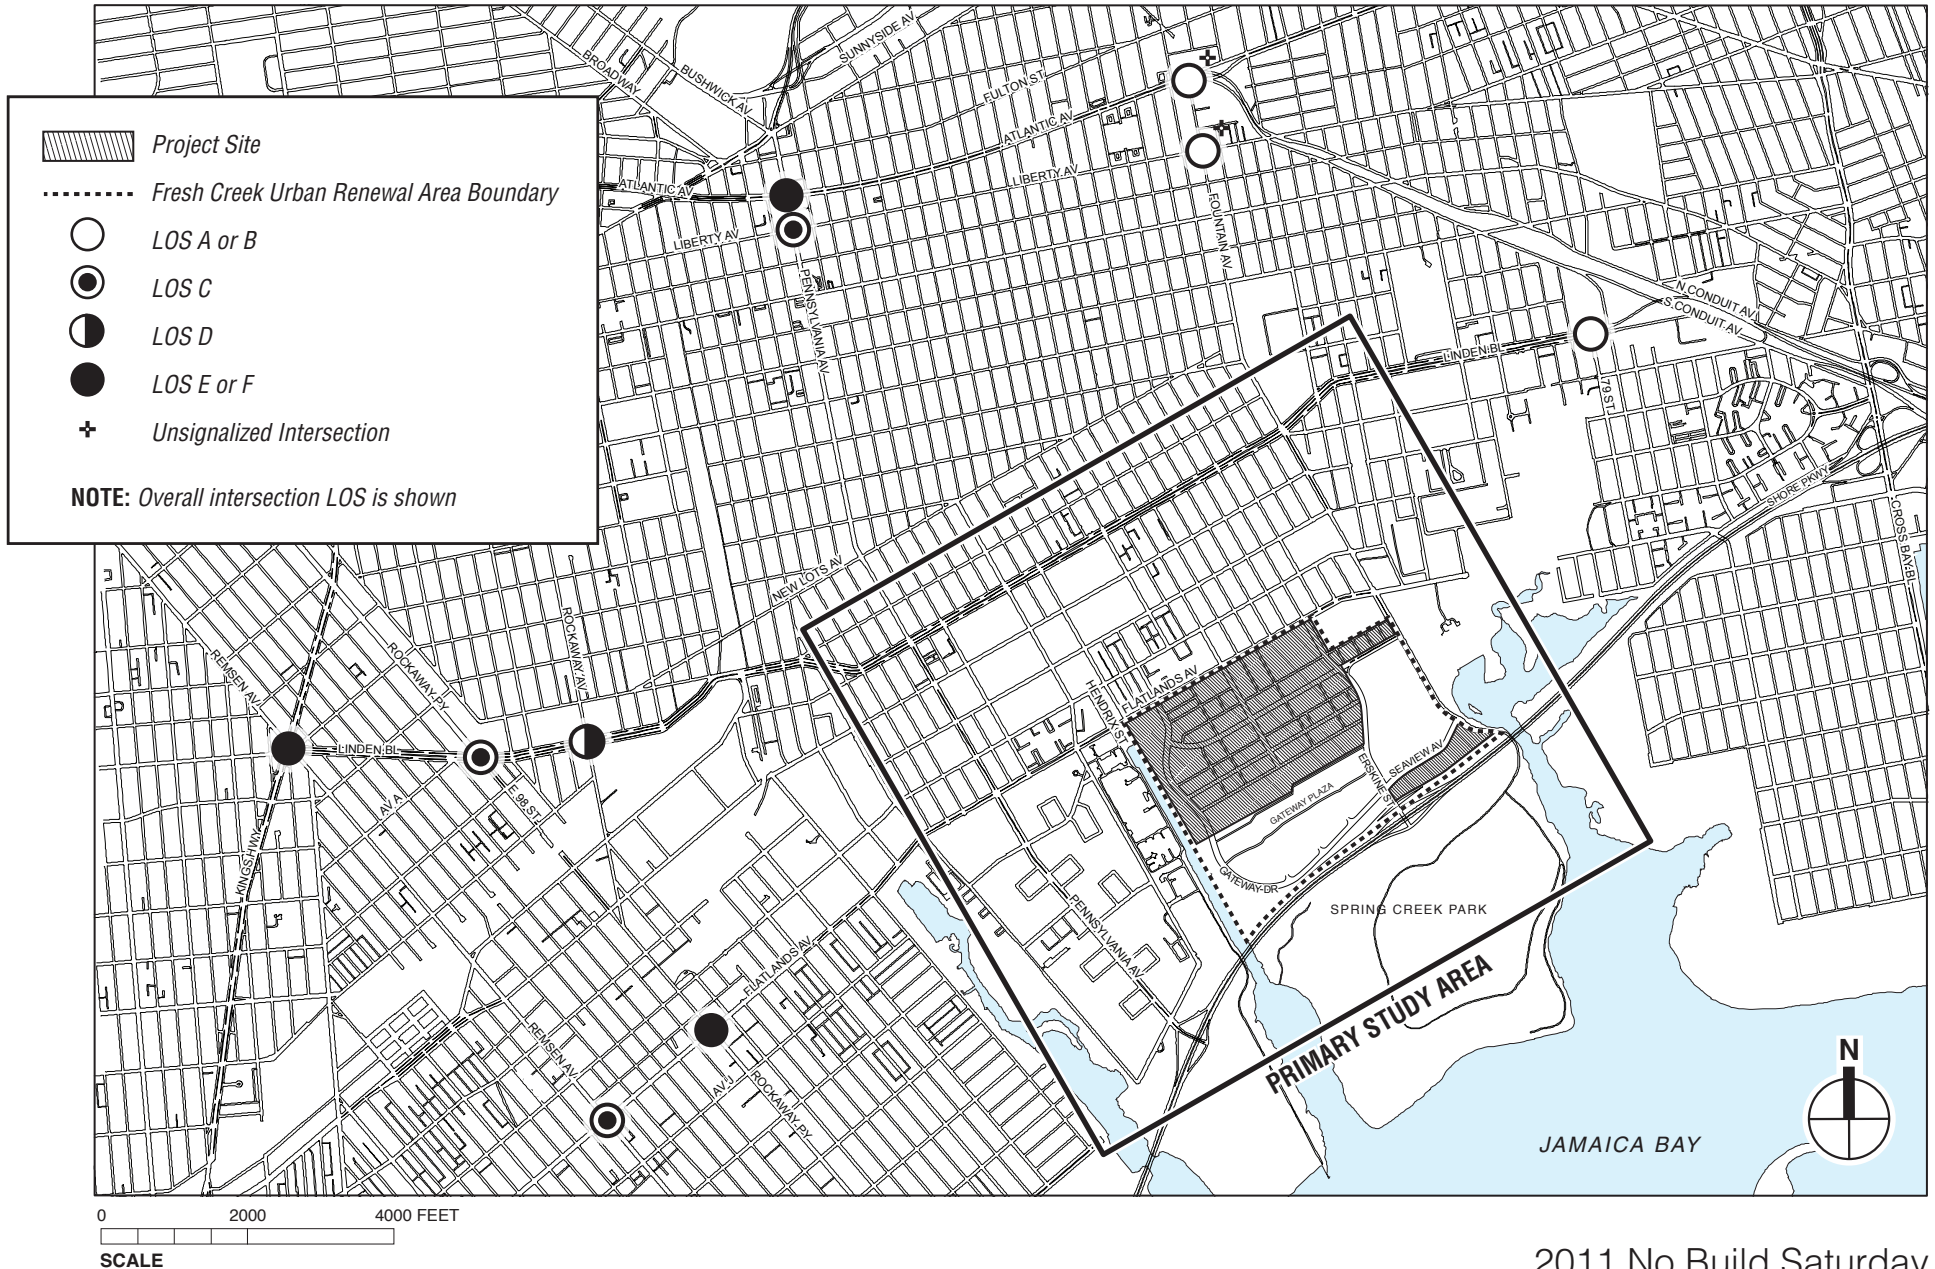 SUNNYSIDE AV
BROADWAY
BUSHWICK AV
FULTON ST
ATLANTIC AV
ATLANTIC AV
LIBERTY AV
LIBERTY AV
FOUNTAIN AV
PENNSYLVANIA AV
N CONDUIT AV
S CONDUIT AV
LINDEN BL
79 ST
SHORE PKWY
CROSS BAY BL
Project Site
Fresh Creek Urban Renewal Area Boundary
LOS A or B
LOS C
LOS D
LOS E or F
Unsignalized Intersection
NOTE: Overall intersection LOS is shown
NEW LOTS AV
ROCKAWAY AV
ROCKAWAY PY
REMSEN AV
LINDEN BL
AV A
E 98 ST
KINGS HWY
HENDRIX ST
FLATLANDS AV
SEAVIEW AV
ERSKINE ST
GATEWAY PLAZA
GATEWAY DR
SPRING CREEK PARK
PENNSYLVANIA AV
FLATLANDS AV
REMSEN AV
AV J
ROCKAWAY PY
PRIMARY STUDY AREA
JAMAICA BAY
N
0 2000 4000 FEET
SCALE
2011 No Build Saturday